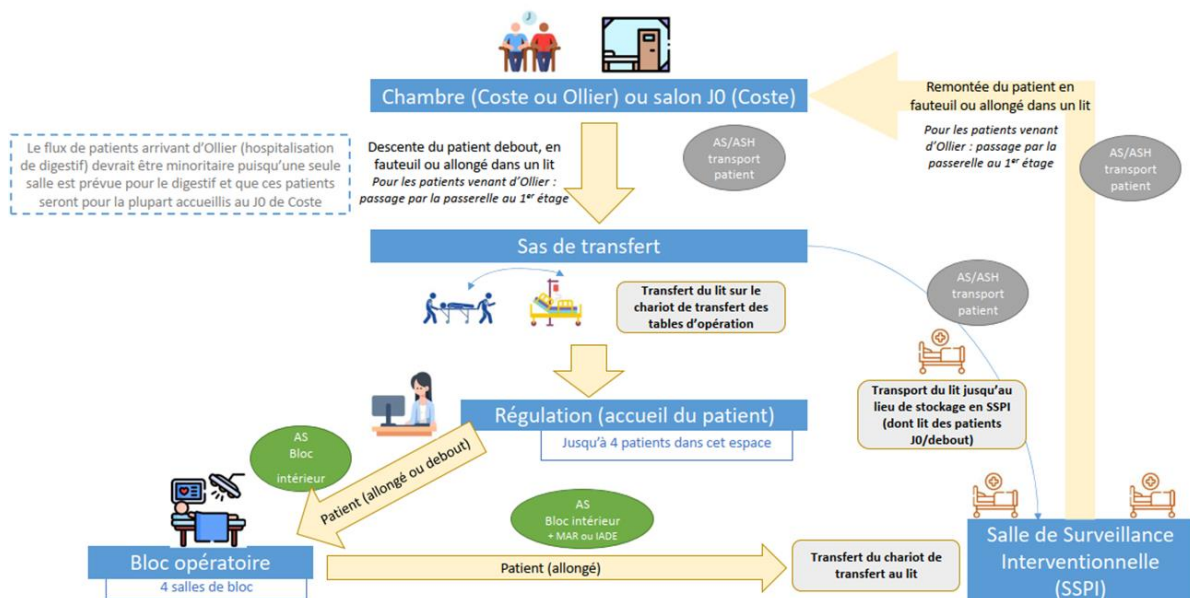 Chambre (Coste ou Ollier) ou salon J0 (Coste)
Le flux de patients arrivant d'Ollier (hospitalisation
de digestif) devrait être minoritaire puisqu'une seule
salle est prévue pour le digestif et que ces patients
seront pour la plupart accueillis au J0 de Coste
Descente du patient debout, en
fauteuil ou allongé dans un lit
Pour les patients venant d'Ollier :
passage par la passerelle au 1er étage
AS/ASH
transport
patient
Remontée du patient en
fauteuil ou allongé dans un lit
Pour les patients venant
d'Ollier : passage par la
passerelle au 1er étage
AS/ASH
transport
patient
Sas de transfert
Transfert du lit sur le
chariot de transfert des
tables d'opération
AS/ASH
transport
patient
Transport du lit jusqu'au
lieu de stockage en SSPI
(dont lit des patients
J0/debout)
Régulation (accueil du patient)
Jusqu'à 4 patients dans cet espace
AS
Bloc
intérieur
Patient (allongé ou debout)
AS
Bloc intérieur
+ MAR ou IADE
Bloc opératoire
4 salles de bloc
Patient (allongé)
Transfert du chariot de
transfert au lit
Salle de Surveillance
Interventionnelle
(SSPI)